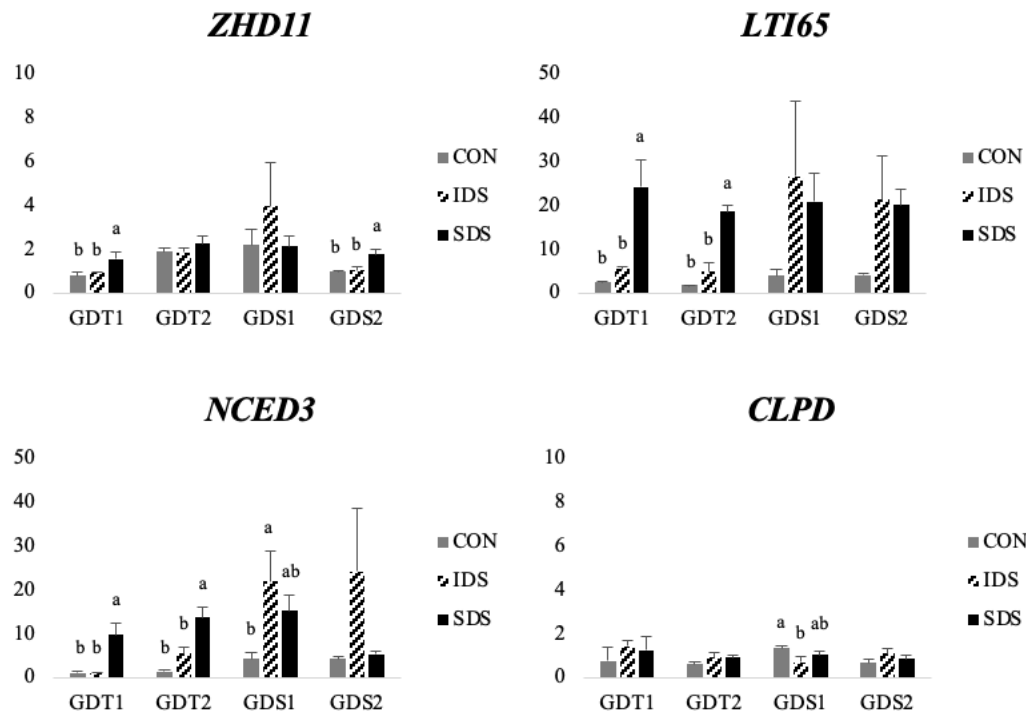 ZHD11
10
8
6
4
2
0
b b a
b b a
GDT1 GDT2 GDS1 GDS2
CON
IDS
SDS
LTI65
50
40
30
20
10
0
b b a
b b a
GDT1 GDT2 GDS1 GDS2
CON
IDS
SDS
NCED3
50
40
30
20
10
0
b b a
b b a
b a ab
GDT1 GDT2 GDS1 GDS2
CON
IDS
SDS
CLPD
10
8
6
4
2
0
a b ab
GDT1 GDT2 GDS1 GDS2
CON
IDS
SDS